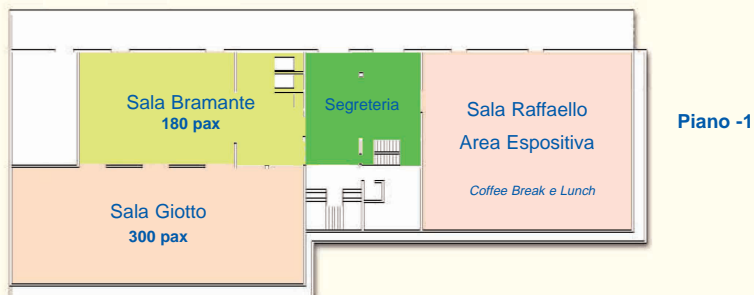 Sala Bramante
180 pax
Segreteria
Sala Raffaello
Area Espositiva
Coffee Break e Lunch
Piano -1
Sala Giotto
300 pax